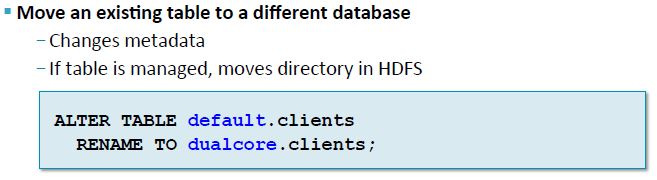 ▪ Move an existing table to a different database
– Changes metadata
– If table is managed, moves directory in HDFS
ALTER TABLE default.clients
RENAME TO dualcore.clients;